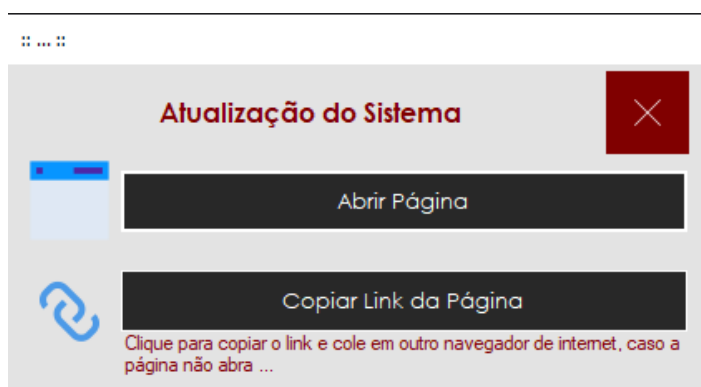 :: ... ::
Atualização do Sistema
Abrir Página
Copiar Link da Página
Clique para copiar o link e cole em outro navegador de internet, caso a
página não abra ...